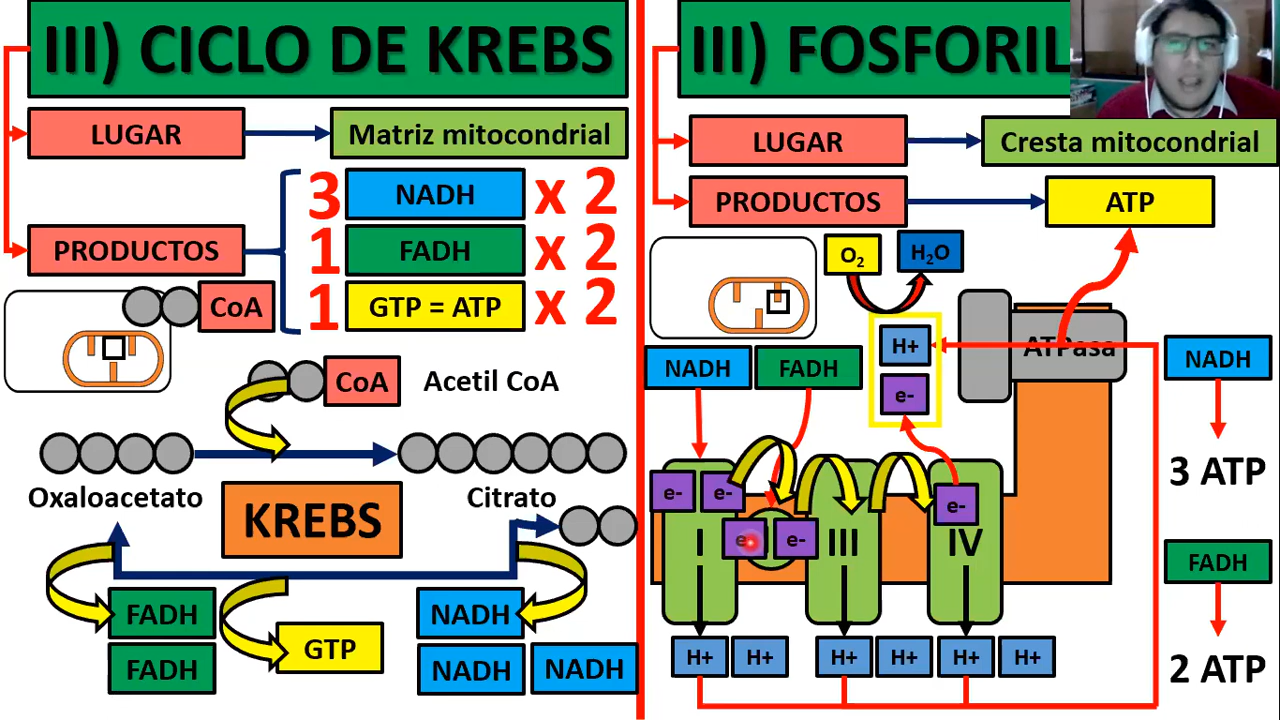 III) CICLO DE KREBS
LUGAR
Matriz mitocondrial
PRODUCTOS
3 NADH x 2
1 FADH x 2
1 GTP = ATP x 2
CoA
CoA
Acetil CoA
Oxaloacetato
Citrato
KREBS
FADH
GTP
NADH
FADH
NADH
NADH
III) FOSFORIL
LUGAR
Cresta mitocondrial
PRODUCTOS
ATP
O₂
H₂O
NADH
FADH
H+
e-
ATPasa
e-
e-
e-
e-
e-
I
III
IV
H+
H+
H+
H+
H+
H+
NADH
3 ATP
FADH
2 ATP